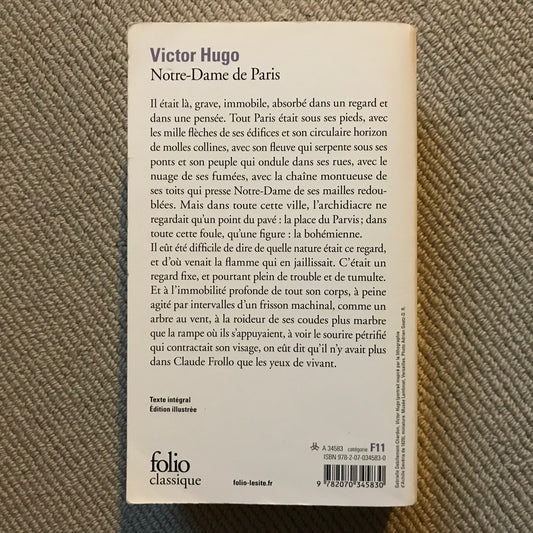 Victor Hugo
Notre-Dame de Paris
Il était là, grave, immobile, absorbé dans un regard et
dans une pensée. Tout Paris était sous ses pieds, avec
les mille flèches de ses édifices et son circulaire horizon
de molles collines, avec son fleuve qui serpente sous ses
ponts et son peuple qui ondule dans ses rues, avec le
nuage de ses fumées, avec la chaîne montueuse de
ses toits qui presse Notre-Dame de ses mailles redou-
blées. Mais dans toute cette ville, l'archidiacre ne
regardait qu'un point du pavé : la place du Parvis ; dans
toute cette foule, qu'une figure : la bohémienne.
Il eût été difficile de dire de quelle nature était ce regard,
et d'où venait la flamme qui en jaillissait. C'était un
regard fixe, et pourtant plein de trouble et de tumulte.
Et à l'immobilité profonde de tout son corps, à peine
agité par intervalles d'un frisson machinal, comme un
arbre au vent, à la roideur de ses coudes plus marbre
que la rampe où ils s'appuyaient, à voir le sourire pétrifié
qui contractait son visage, on eût dit qu'il n'y avait plus
dans Claude Frollo que les yeux de vivant.
Texte intégral
Édition illustrée
folio
classique
folio-lesite.fr
A 34583 catégorie F11
ISBN 978-2-07-034583-0
9 782070 345830